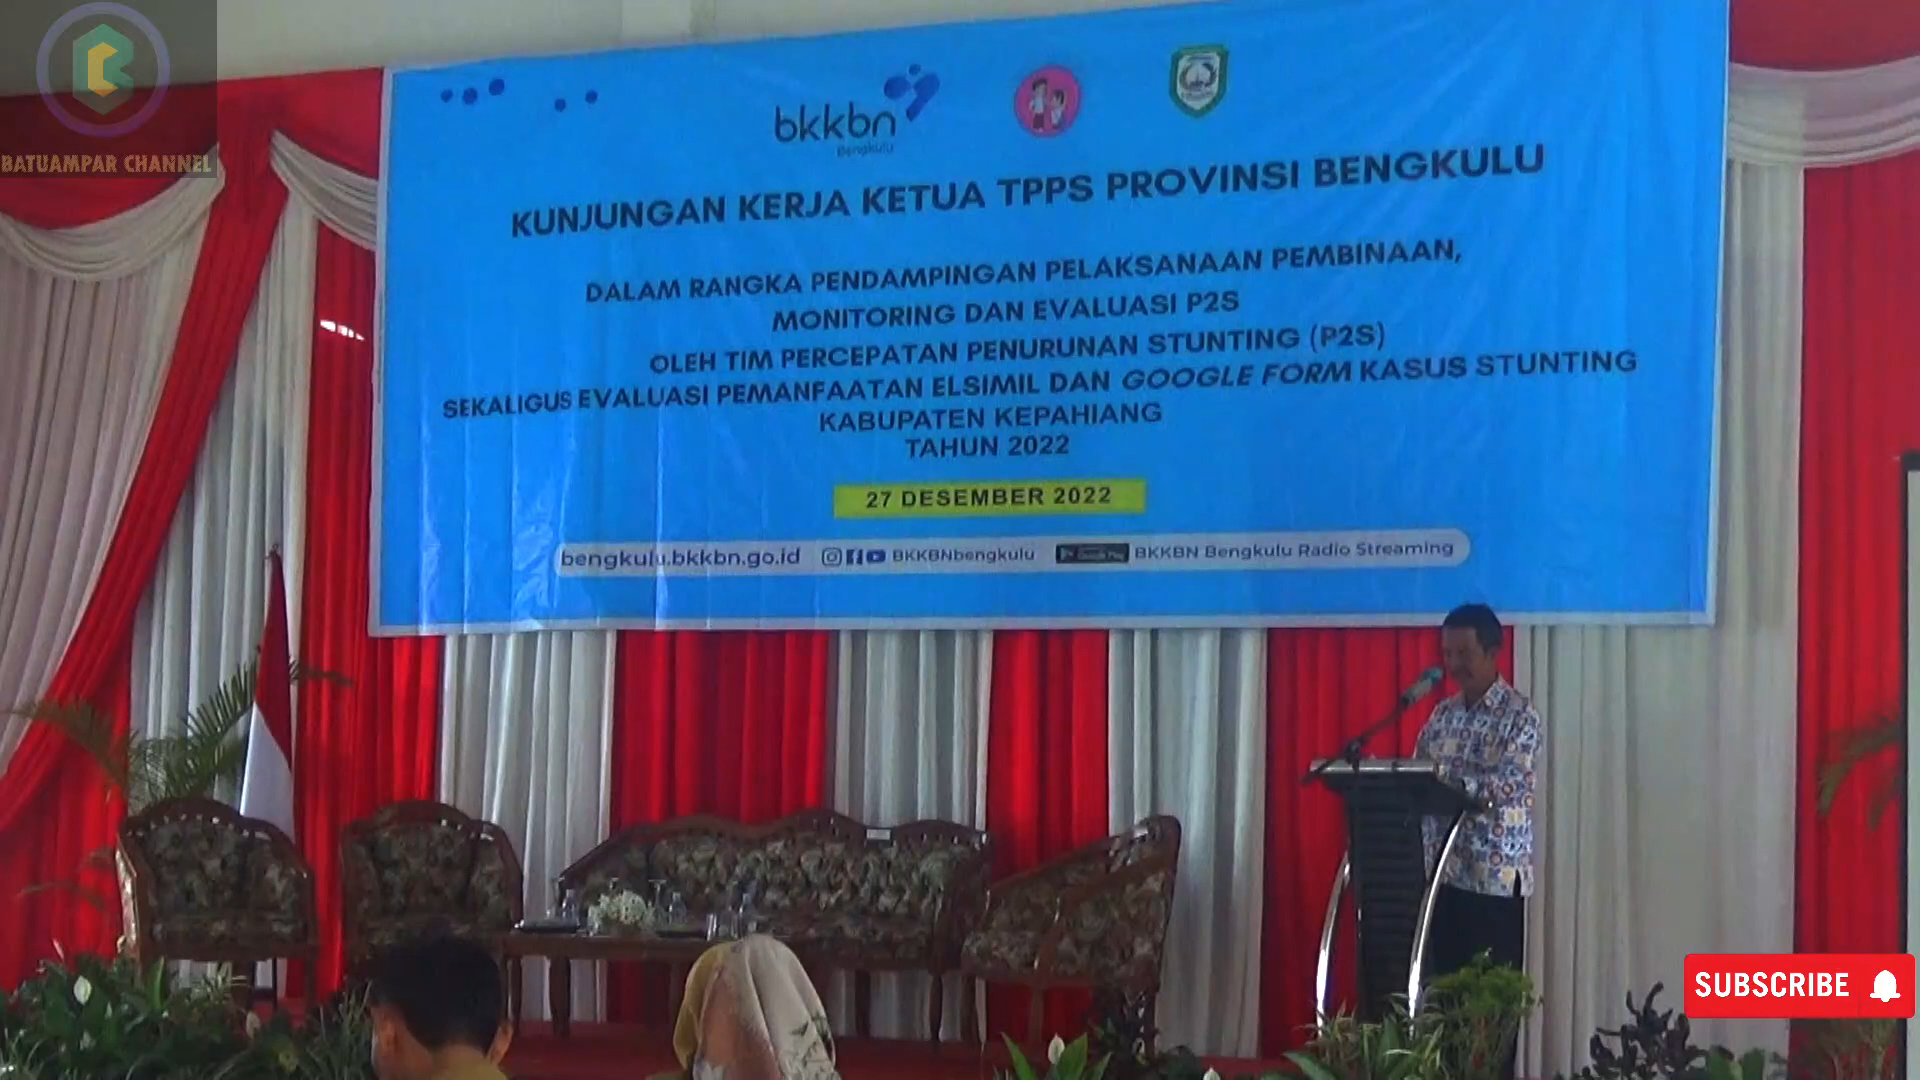 BATUAMPAR CHANNEL
bkkbn
Bengkulu
KUNJUNGAN KERJA KETUA TPPS PROVINSI BENGKULU
DALAM RANGKA PENDAMPINGAN PELAKSANAAN PEMBINAAN,
MONITORING DAN EVALUASI P2S
OLEH TIM PERCEPATAN PENURUNAN STUNTING (P2S)
SEKALIGUS EVALUASI PEMANFAATAN ELSIMIL DAN GOOGLE FORM KASUS STUNTING
KABUPATEN KEPAHIANG
TAHUN 2022
27 DESEMBER 2022
bengkulu.bkkbn.go.id BKKBNbengkulu Google Play BKKBN Bengkulu Radio Streaming
SUBSCRIBE